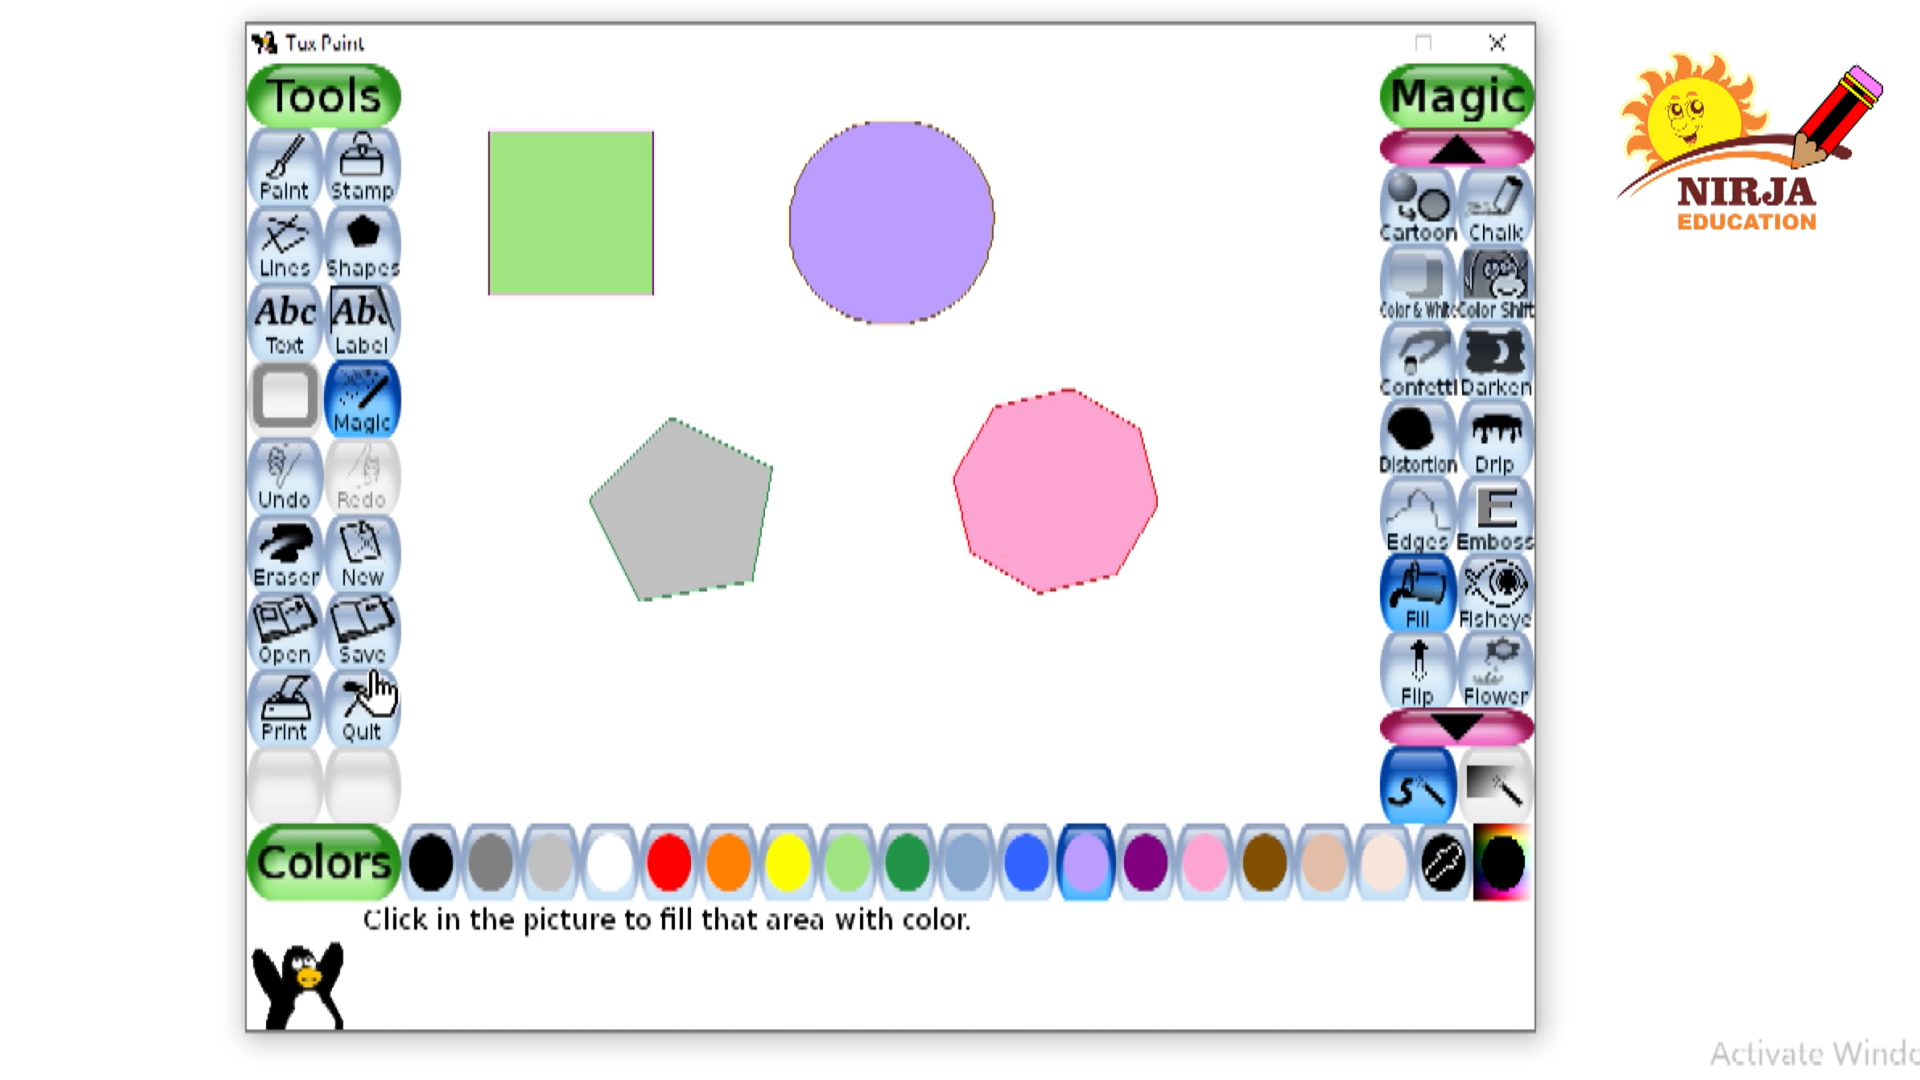 Tux Paint
Tools
Magic
Paint
Stamp
Lines
Shapes
Abc
Text
Label
Magic
Undo
Redo
Eraser
New
Open
Save
Print
Quit
Cartoon
Chalk
Color & White
Color Shift
Confetti
Darken
Distortion
Drip
Edges
Emboss
Fill
Fisheye
Flip
Flower
Colors
Click in the picture to fill that area with color.
NIRJA
EDUCATION
Activate Windo